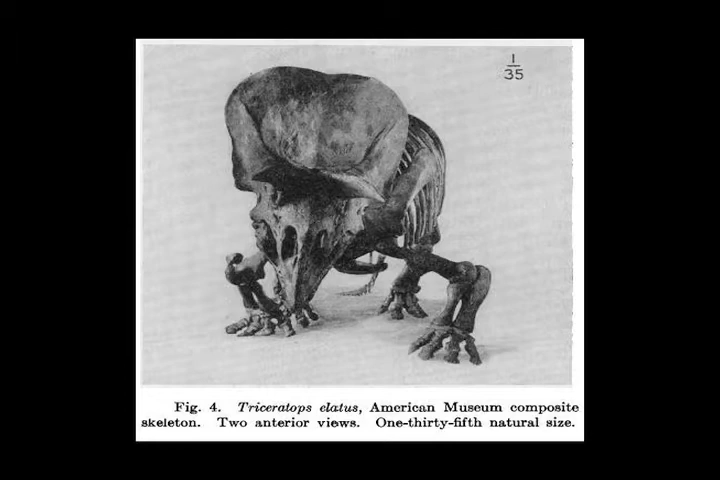 1
35
Fig. 4. Triceratops elatus, American Museum composite
skeleton. Two anterior views. One-thirty-fifth natural size.